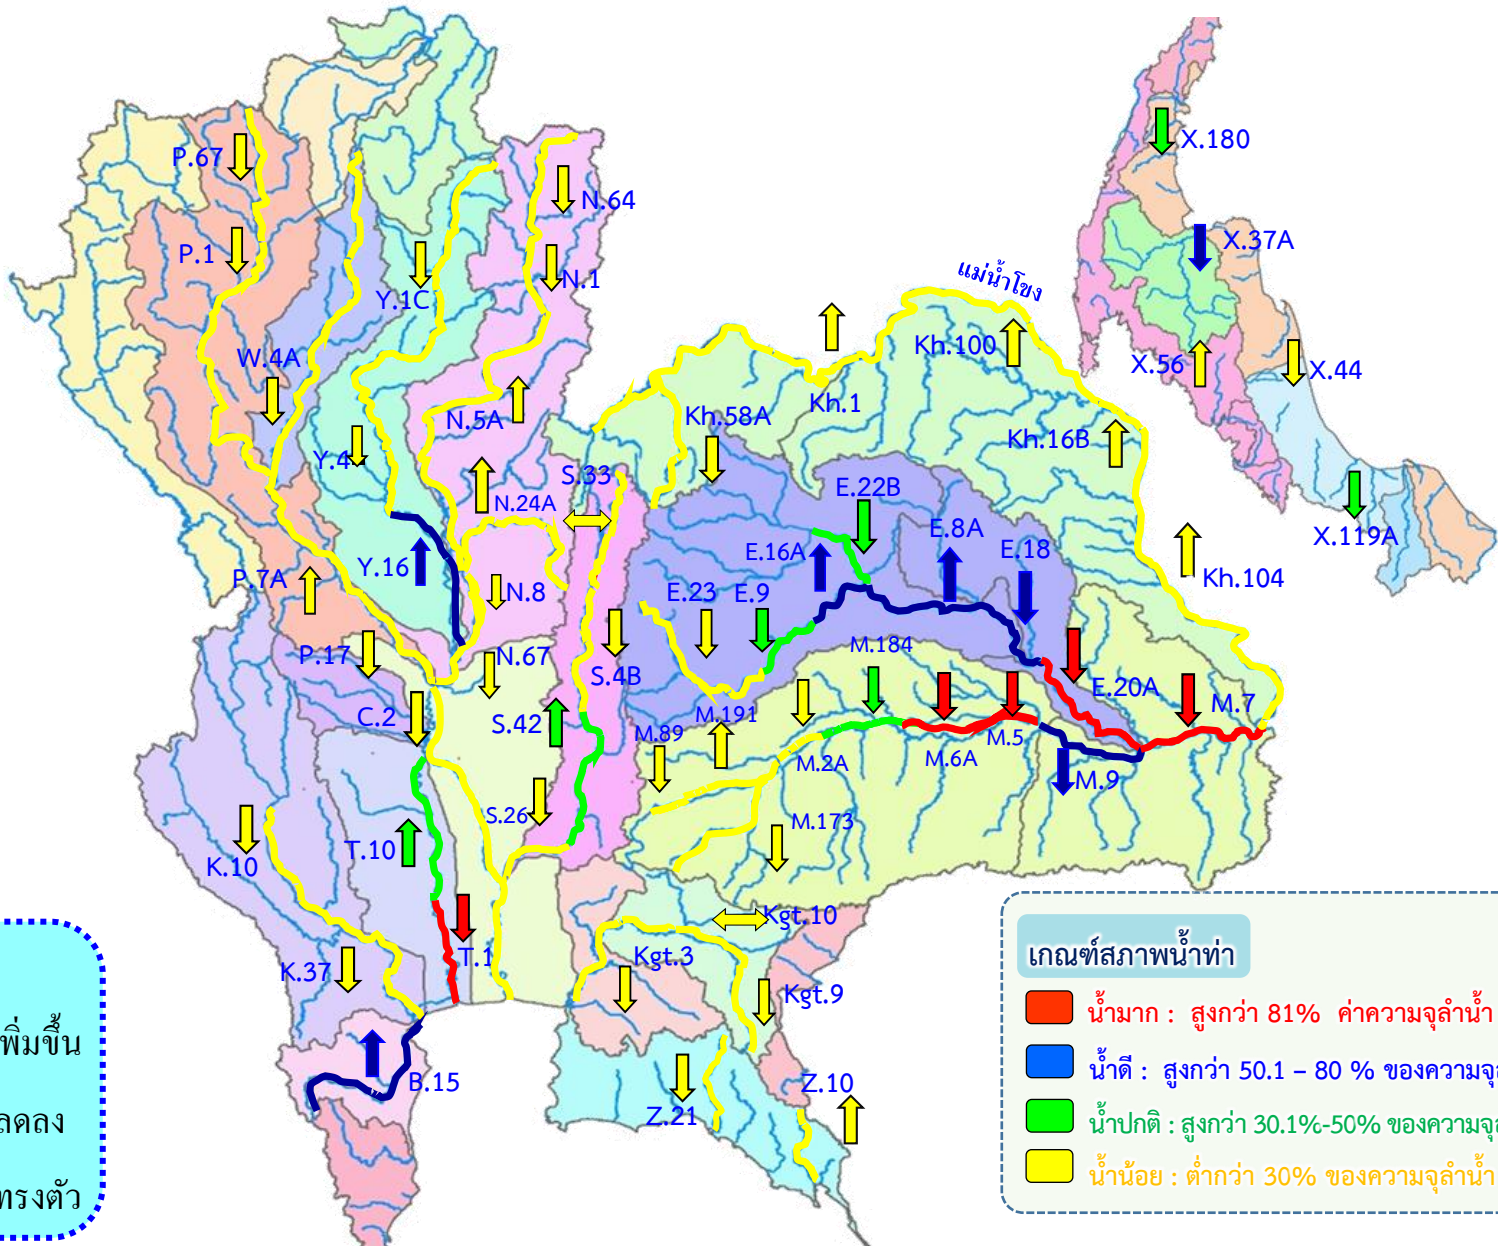 P.67
X.180
N.64
P.1
X.37A
N.1
แม่น้ำโขง
Y.1C
Kh.100
W.4A
X.56
X.44
Kh.1
N.5A
Kh.58A
Kh.16B
Y.4
S.33
E.22B
N.24A
E.8A
X.119A
E.16A
E.18
Y.16
P.7A
Kh.104
N.8
E.23
E.9
P.17
N.67
M.184
S.4B
E.20A
M.7
C.2
S.42
M.191
M.89
M.5
M.2A
M.6A
M.9
S.26
M.173
T.10
K.10
Kgt.10
T.1
Kgt.3
K.37
Kgt.9
B.15
Z.10
Z.21
พิ่มขึ้น
ลดลง
ทรงตัว
เกณฑ์สภาพน้ำท่า
น้ำมาก : สูงกว่า 81% ค่าความจุลำน้ำ
น้ำดี : สูงกว่า 50.1 – 80 % ของความจุ
น้ำปกติ : สูงกว่า 30.1%-50% ของความจุ
น้ำน้อย : ต่ำกว่า 30% ของความจุลำน้ำ